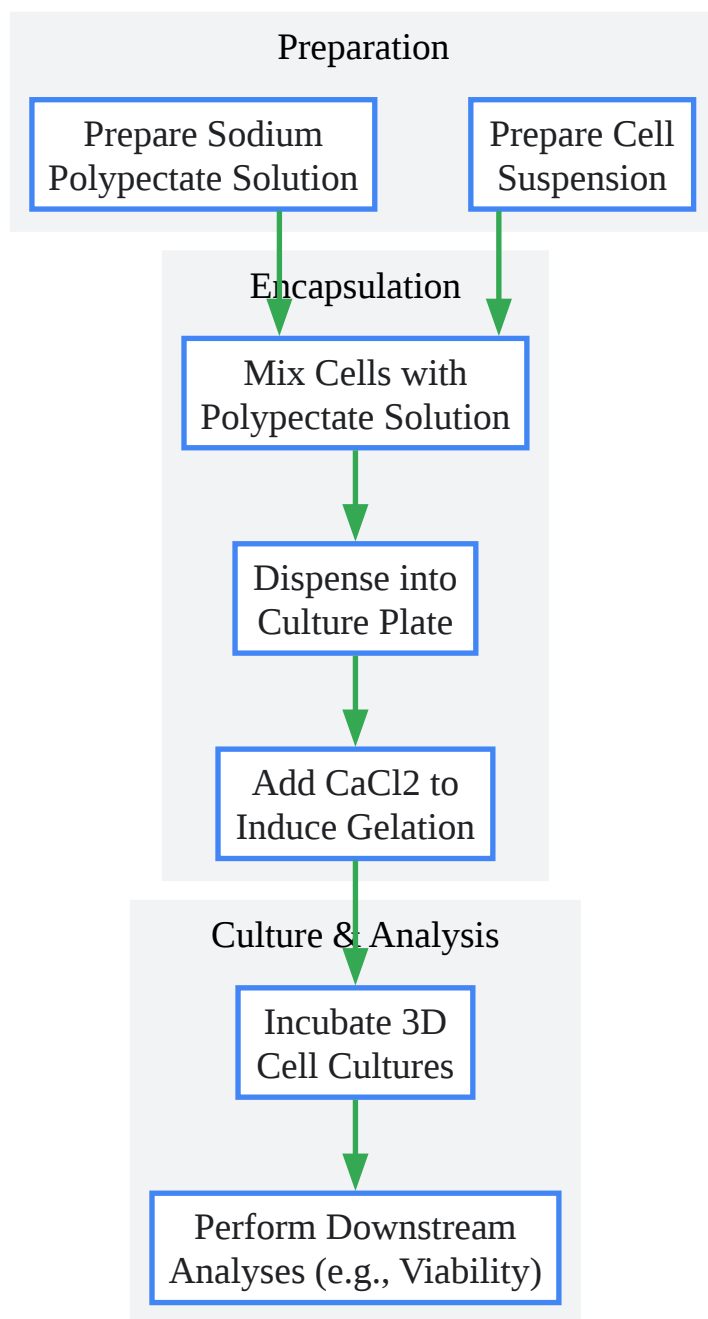 Preparation
Prepare Sodium
Polypectate Solution
Prepare Cell
Suspension
Encapsulation
Mix Cells with
Polypectate Solution
Dispense into
Culture Plate
Add CaCl2 to
Induce Gelation
Culture & Analysis
Incubate 3D
Cell Cultures
Perform Downstream
Analyses (e.g., Viability)